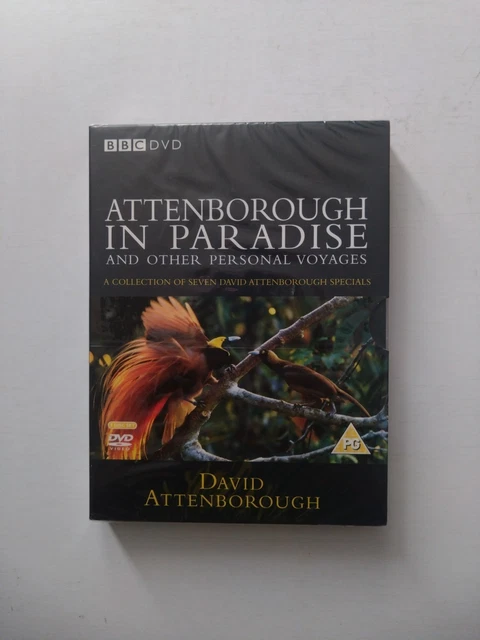 BBC DVD
ATTENBOROUGH
IN PARADISE
AND OTHER PERSONAL VOYAGES
A COLLECTION OF SEVEN DAVID ATTENBOROUGH SPECIALS
DVD
VIDEO
PG
DAVID
ATTENBOROUGH